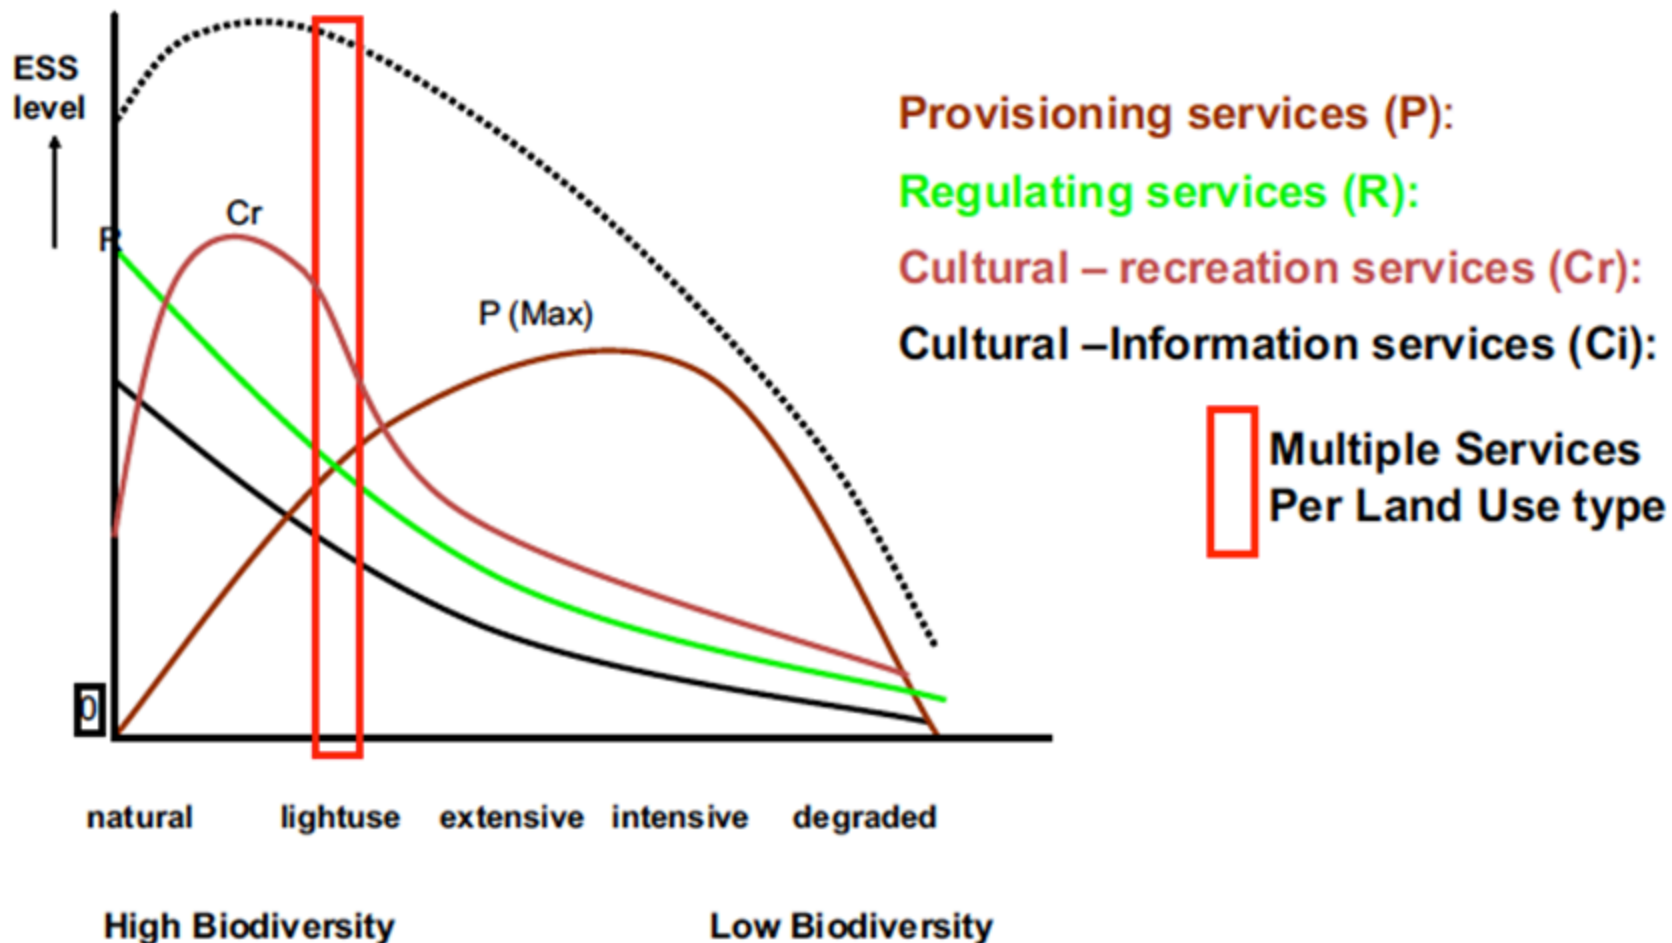 ESS
level
R
Cr
P (Max)
0
natural lightuse extensive intensive degraded
High Biodiversity Low Biodiversity
Provisioning services (P):
Regulating services (R):
Cultural – recreation services (Cr):
Cultural –Information services (Ci):
Multiple Services
Per Land Use type